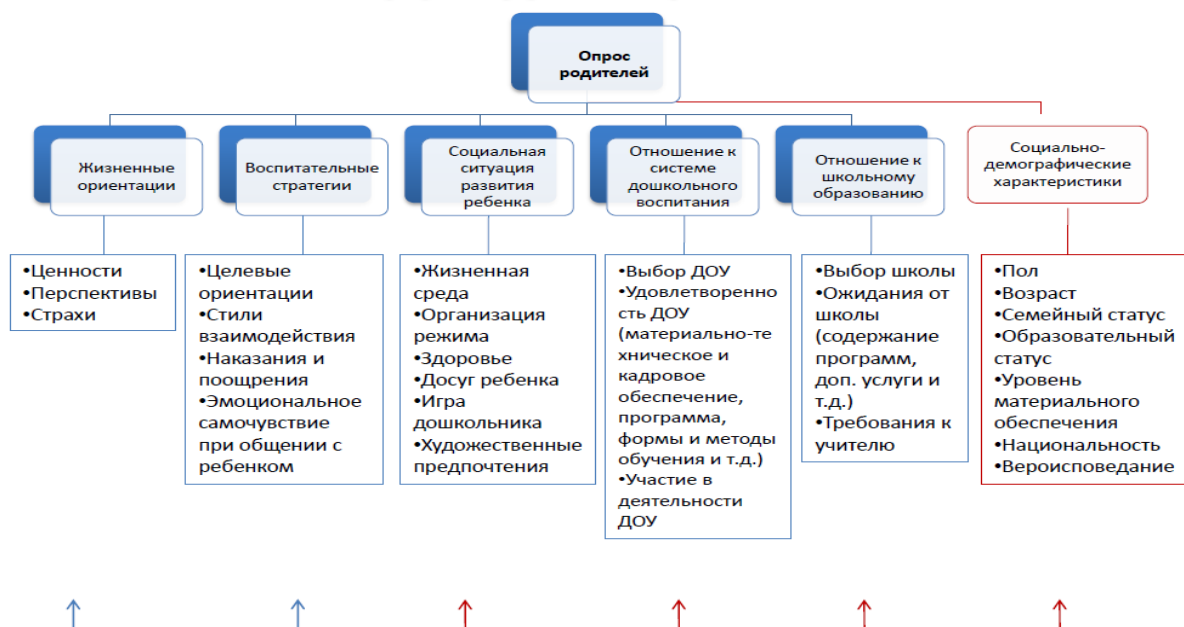 Опрос
родителей
Жизненные
ориентации
Воспитательные
стратегии
Социальная
ситуация
развития
ребенка
Отношение к
системе
дошкольного
воспитания
Отношение к
школьному
образованию
Социально-
демографические
характеристики
•Ценности
•Перспективы
•Страхи
•Целевые
ориентации
•Стили
взаимодействия
•Наказания и
поощрения
•Эмоциональное
самочувствие
при общении с
ребенком
•Жизненная
среда
•Организация
режима
•Здоровье
•Досуг ребенка
•Игра
дошкольника
•Художественные
предпочтения
•Выбор ДОУ
•Удовлетворенно
сть ДОУ
(материально-те
хническое и
кадровое
обеспечение,
программа,
формы и методы
обучения и т.д.)
•Участие в
деятельности
ДОУ
•Выбор школы
•Ожидания от
школы
(содержание
программ,
доп. услуги и
т.д.)
•Требования к
учителю
•Пол
•Возраст
•Семейный статус
•Образовательный
статус
•Уровень
материального
обеспечения
•Национальность
•Вероисповедание